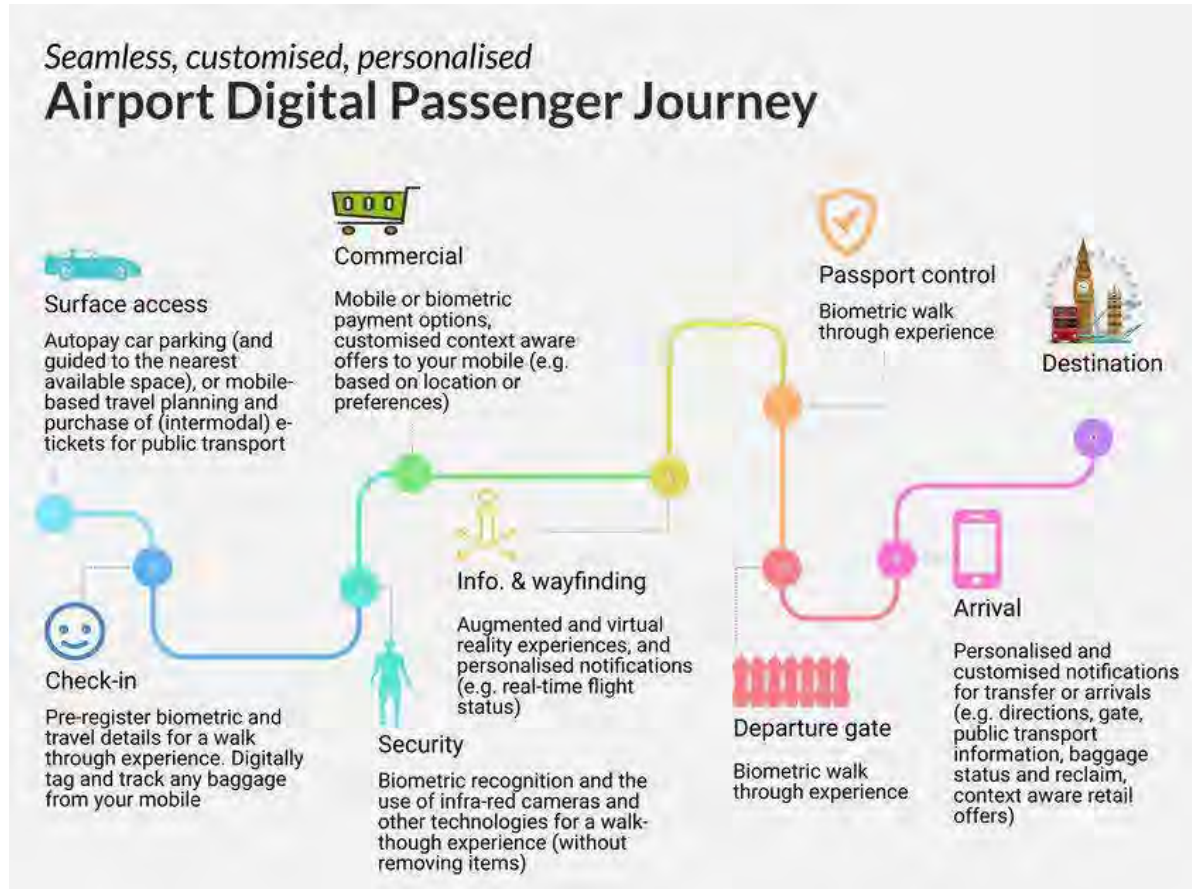 Seamless, customised, personalised
Airport Digital Passenger Journey
Surface access
Autopay car parking (and
guided to the nearest
available space), or mobile-
based travel planning and
purchase of (intermodal) e-
tickets for public transport
Check-in
Pre-register biometric and
travel details for a walk
through experience. Digitally
tag and track any baggage
from your mobile
Security
Biometric recognition and the
use of infra-red cameras and
other technologies for a walk-
though experience (without
removing items)
Commercial
Mobile or biometric
payment options,
customised context aware
offers to your mobile (e.g.
based on location or
preferences)
Info. & wayfinding
Augmented and virtual
reality experiences, and
personalised notifications
(e.g. real-time flight
status)
Passport control
Biometric walk
through experience
Departure gate
Biometric walk
through experience
Arrival
Personalised and
customised notifications
for transfer or arrivals
(e.g. directions, gate,
public transport
information, baggage
status and reclaim,
context aware retail
offers)
Destination